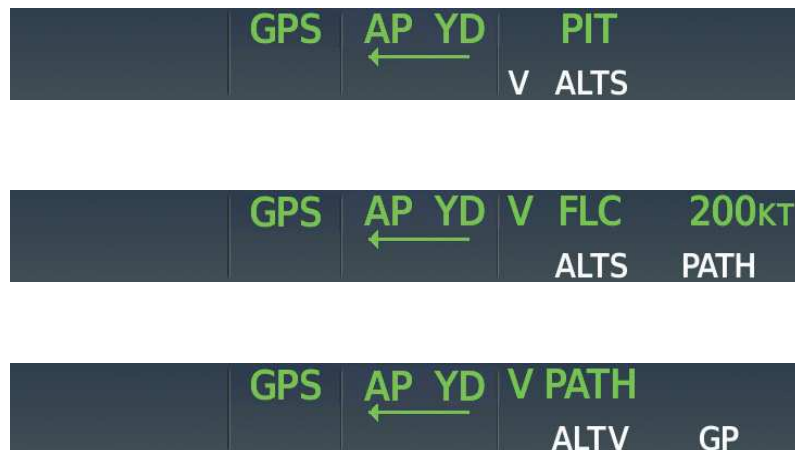 GPS AP YD PIT
V ALTS
GPS AP YD V FLC 200KT
ALTS PATH
GPS AP YD V PATH
ALTV GP